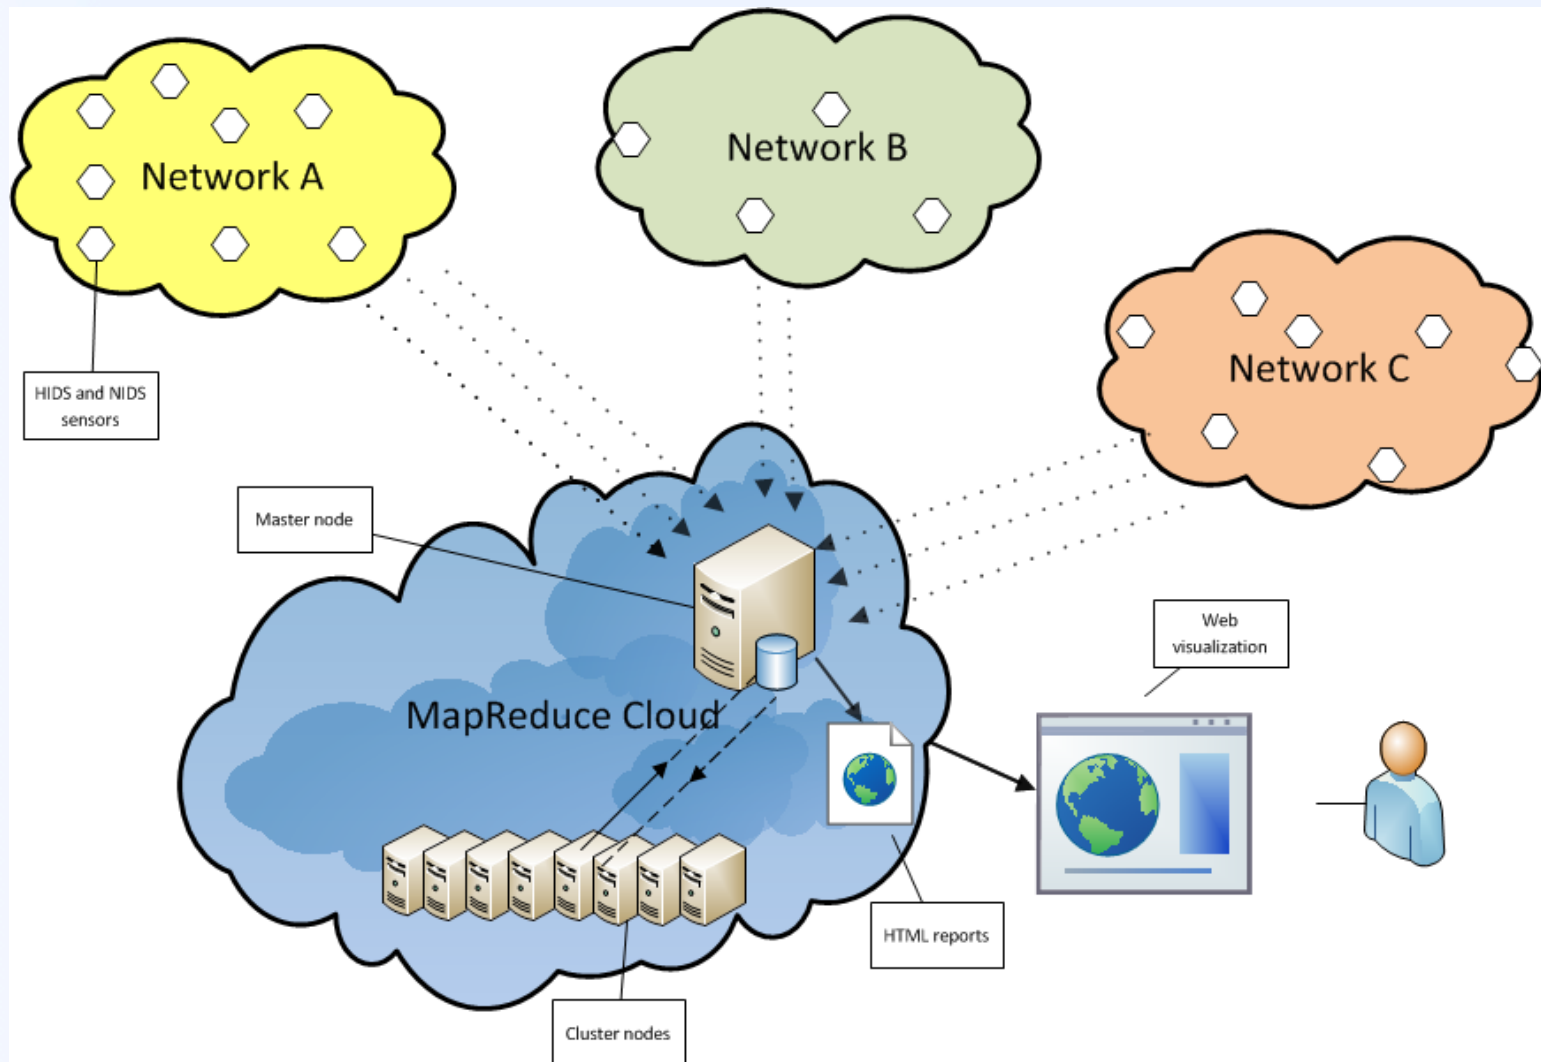 Network A
Network B
Network C
HIDS and NIDS
sensors
Master node
Web
visualization
MapReduce Cloud
HTML reports
Cluster nodes